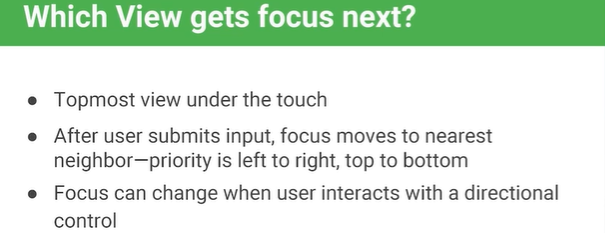 Which View gets focus next?
● Topmost view under the touch
● After user submits input, focus moves to nearest
neighbor—priority is left to right, top to bottom
● Focus can change when user interacts with a directional
control